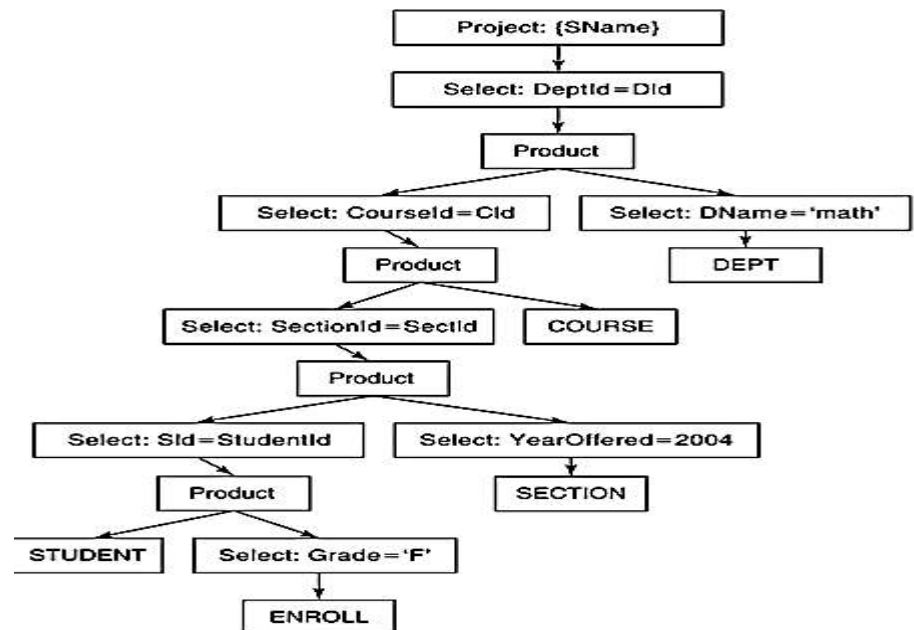 Project: {SName}
Select: DeptId=DId
Product
Select: CourseId=CId
Select: DName='math'
Product
DEPT
Select: SectionId=SectId
COURSE
Product
Select: SId=StudentId
Select: YearOffered=2004
Product
SECTION
STUDENT
Select: Grade='F'
ENROLL